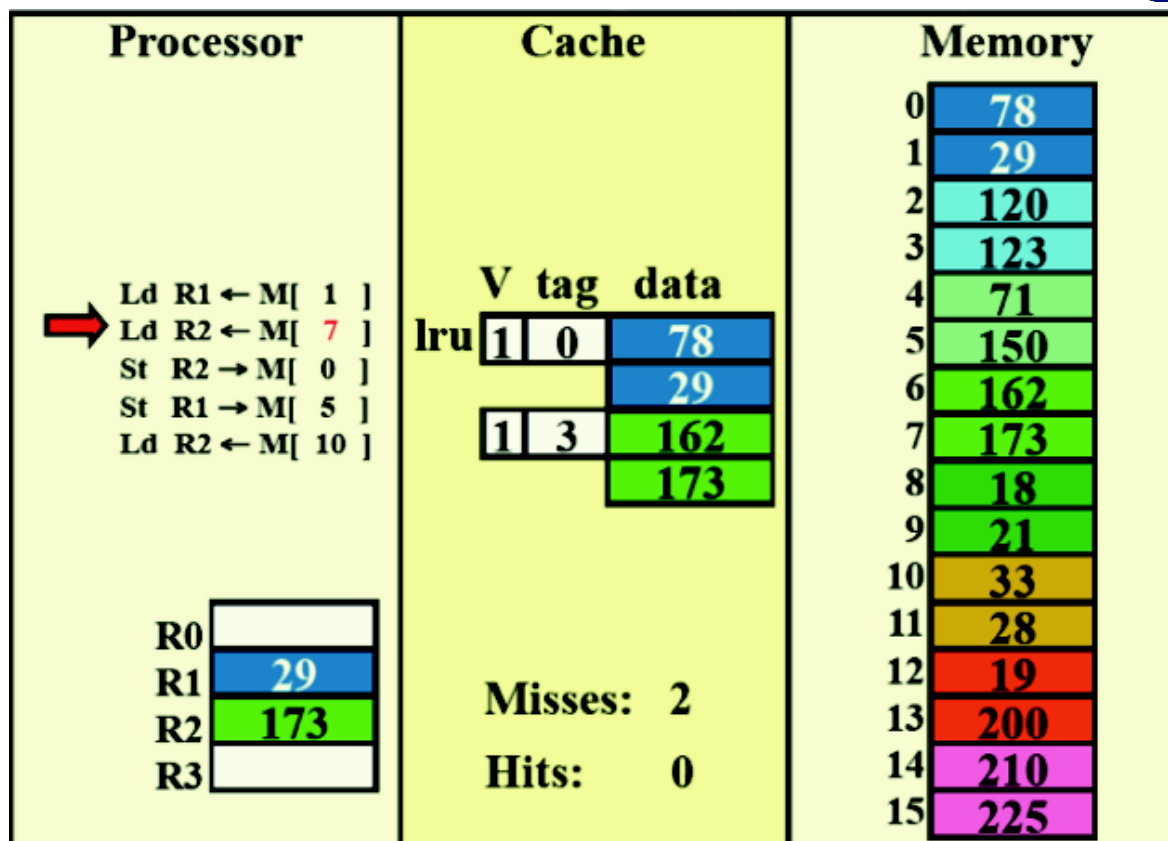 Processor
Ld R1 ← M[ 1 ]
Ld R2 ← M[ 7 ]
St R2 → M[ 0 ]
St R1 → M[ 5 ]
Ld R2 ← M[ 10 ]
R0
R1 29
R2 173
R3
Cache
V tag data
lru 1 0 78
29
1 3 162
173
Misses: 2
Hits: 0
Memory
0 78
1 29
2 120
3 123
4 71
5 150
6 162
7 173
8 18
9 21
10 33
11 28
12 19
13 200
14 210
15 225